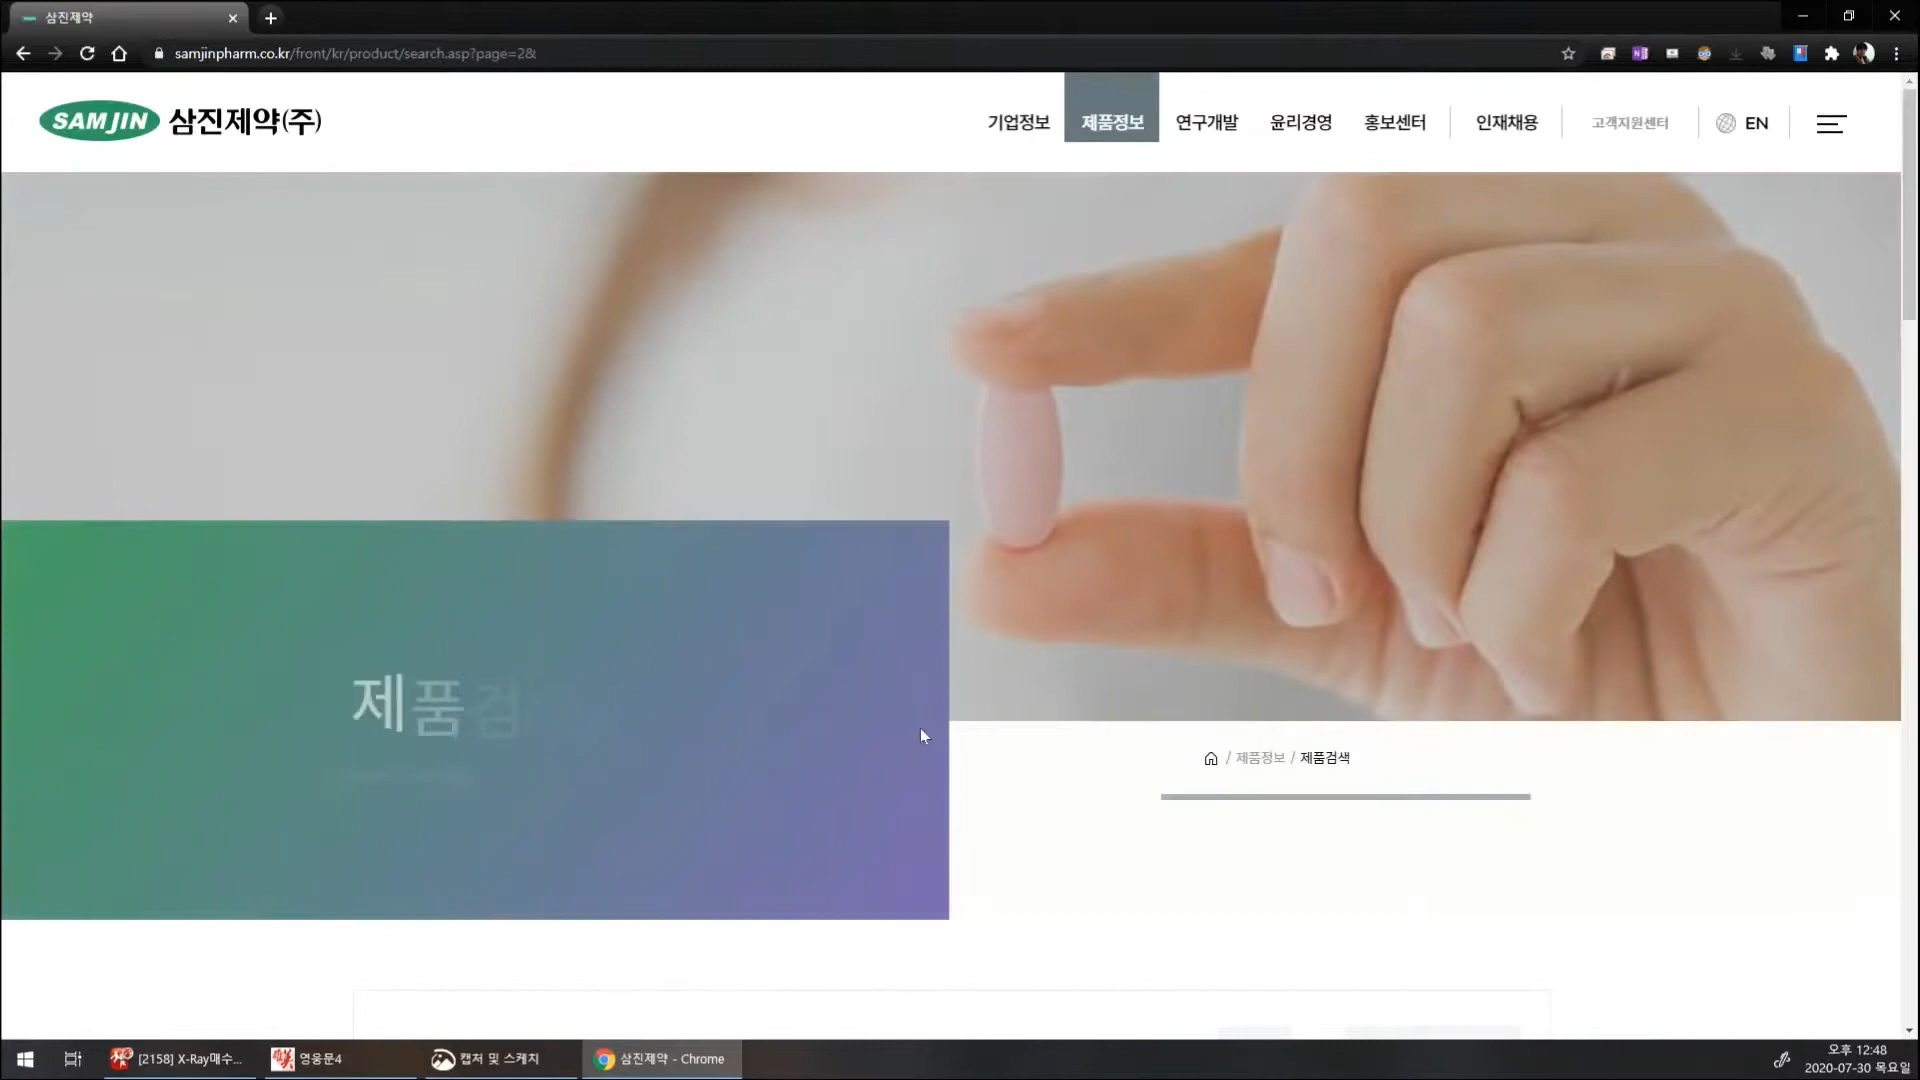 삼진제약
samjinpharm.co.kr/front/kr/product/search.asp?page=2&
SAMJIN 삼진제약(주)
기업정보 제품정보 연구개발 윤리경영 홍보센터 인재채용 고객지원센터 EN
제품검
/ 제품정보 / 제품검색
[2158] X-Ray매수... 영웅문4 캡처 및 스케치 삼진제약 - Chrome
오후 12:48
2020-07-30 목요일